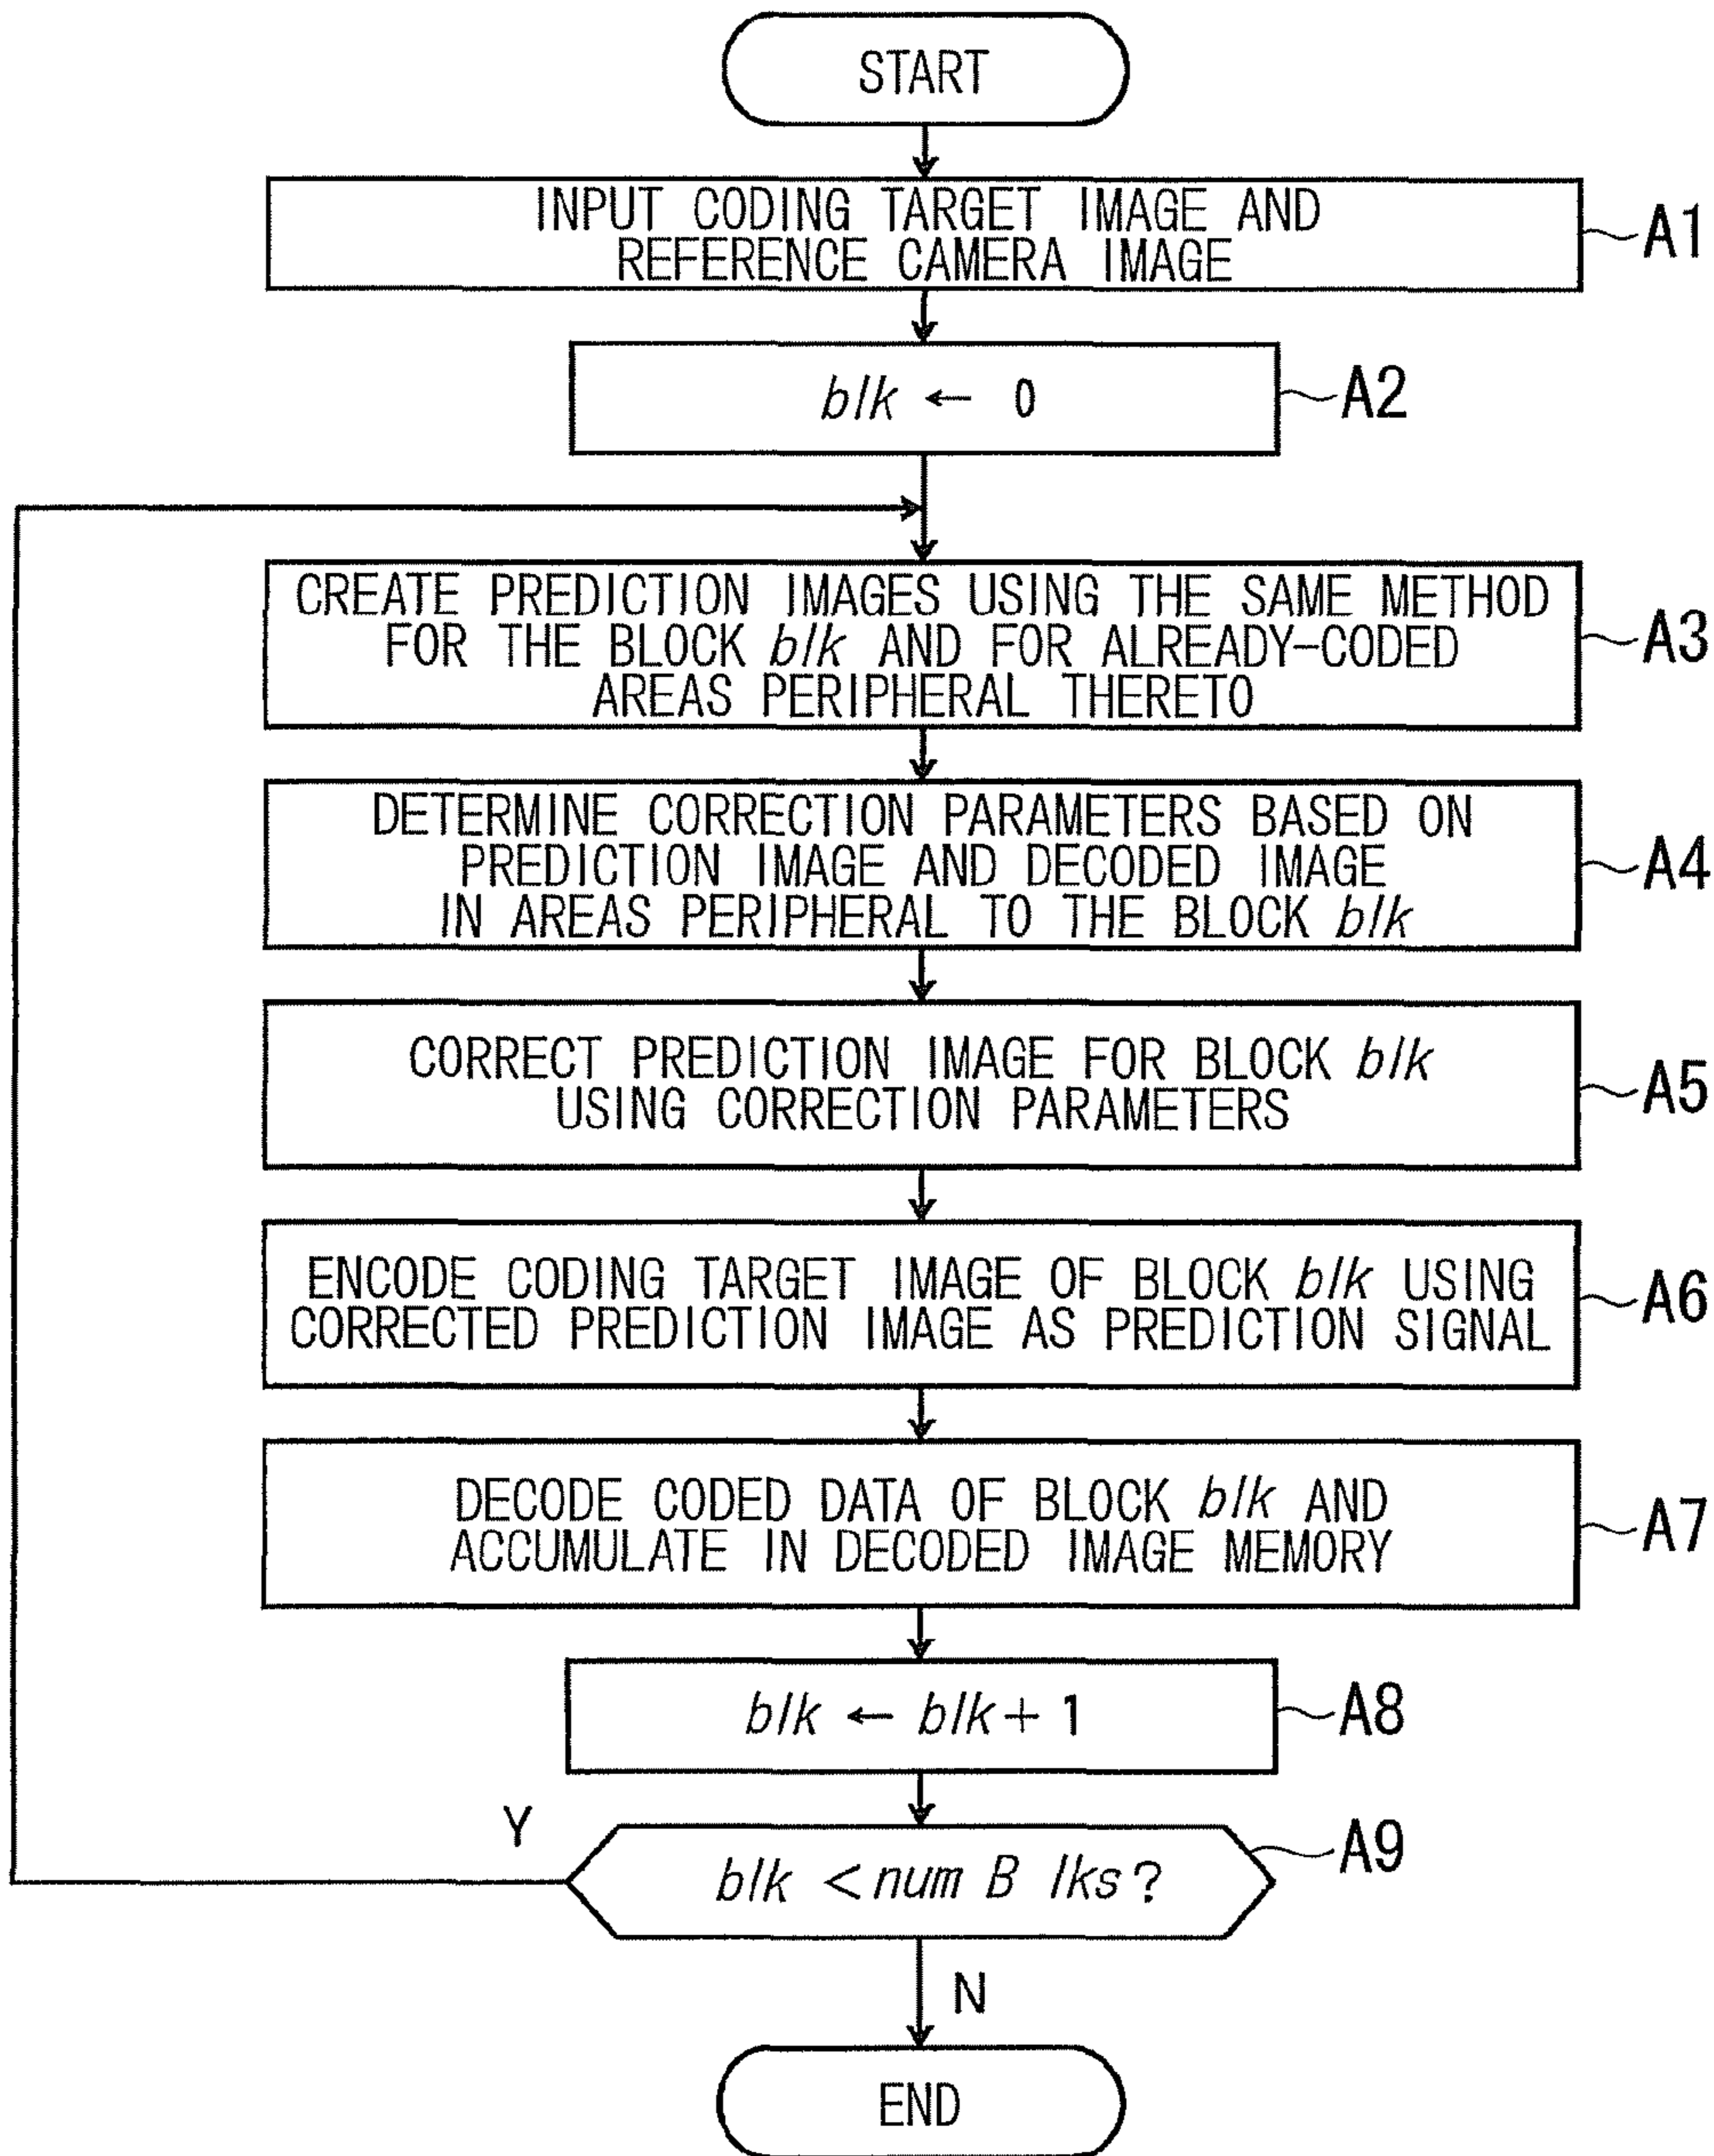 START
INPUT CODING TARGET IMAGE AND
REFERENCE CAMERA IMAGE
A1
blk ← 0
A2
CREATE PREDICTION IMAGES USING THE SAME METHOD
FOR THE BLOCK blk AND FOR ALREADY-CODED
AREAS PERIPHERAL THERETO
A3
DETERMINE CORRECTION PARAMETERS BASED ON
PREDICTION IMAGE AND DECODED IMAGE
IN AREAS PERIPHERAL TO THE BLOCK blk
A4
CORRECT PREDICTION IMAGE FOR BLOCK blk
USING CORRECTION PARAMETERS
A5
ENCODE CODING TARGET IMAGE OF BLOCK blk USING
CORRECTED PREDICTION IMAGE AS PREDICTION SIGNAL
A6
DECODE CODED DATA OF BLOCK blk AND
ACCUMULATE IN DECODED IMAGE MEMORY
A7
blk ← blk + 1
A8
Y
blk < num B lks?
A9
N
END